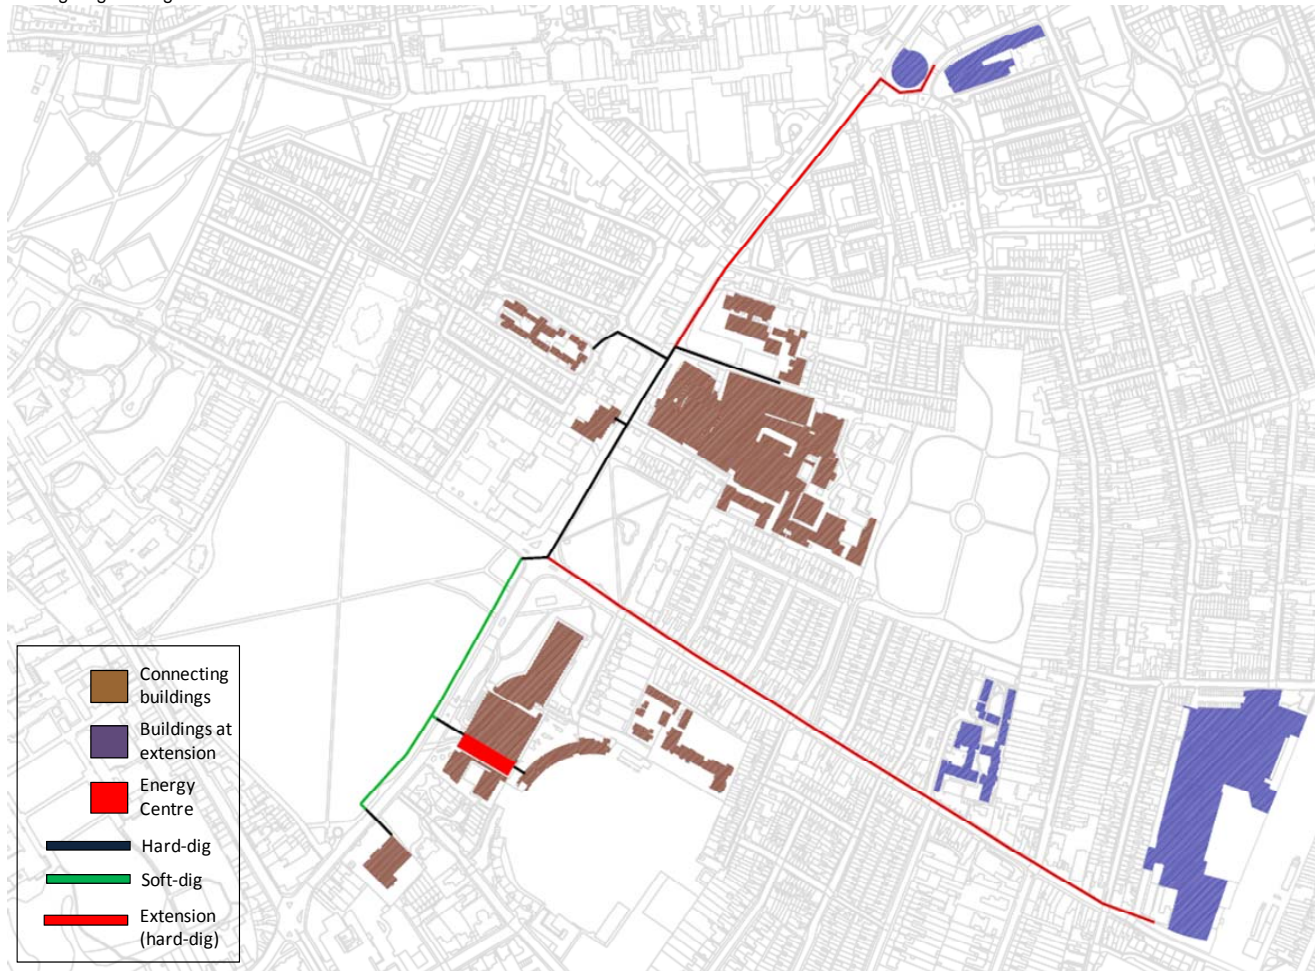 Connecting
buildings
Buildings at
extension
Energy
Centre
Hard-dig
Soft-dig
Extension
(hard-dig)